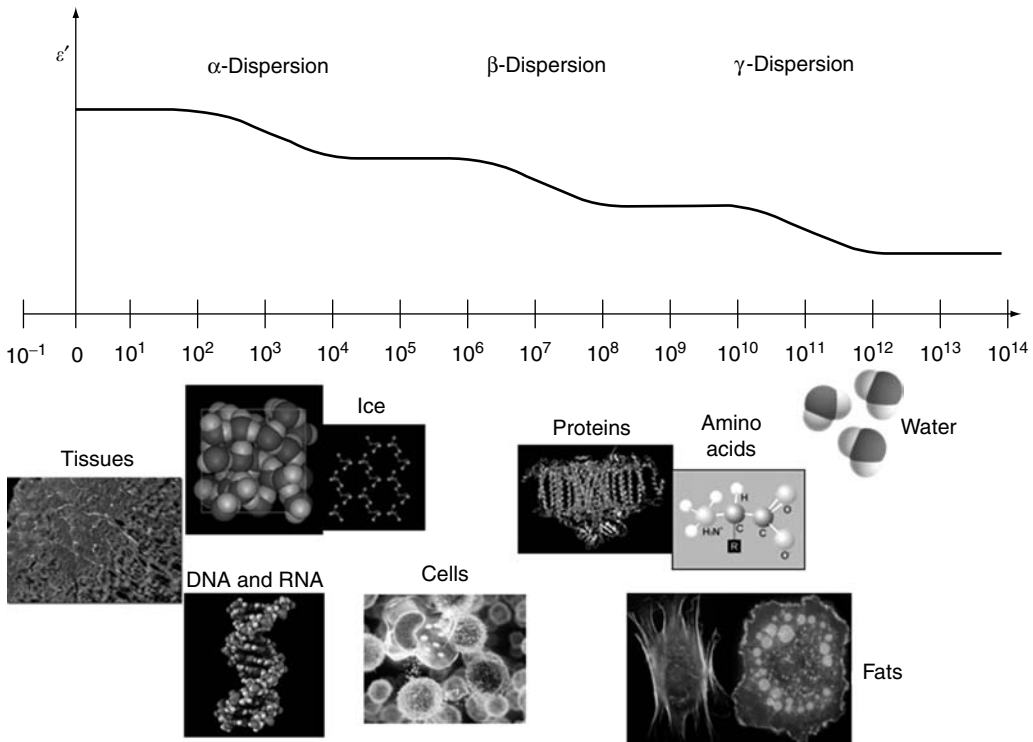 ε′
α-Dispersion β-Dispersion γ-Dispersion
10⁻¹ 0 10¹ 10² 10³ 10⁴ 10⁵ 10⁶ 10⁷ 10⁸ 10⁹ 10¹⁰ 10¹¹ 10¹² 10¹³ 10¹⁴
Ice
Proteins
Amino
acids
Water
Tissues
H
O
H₃N⁺
C
C
R
O
DNA and RNA
Cells
Fats